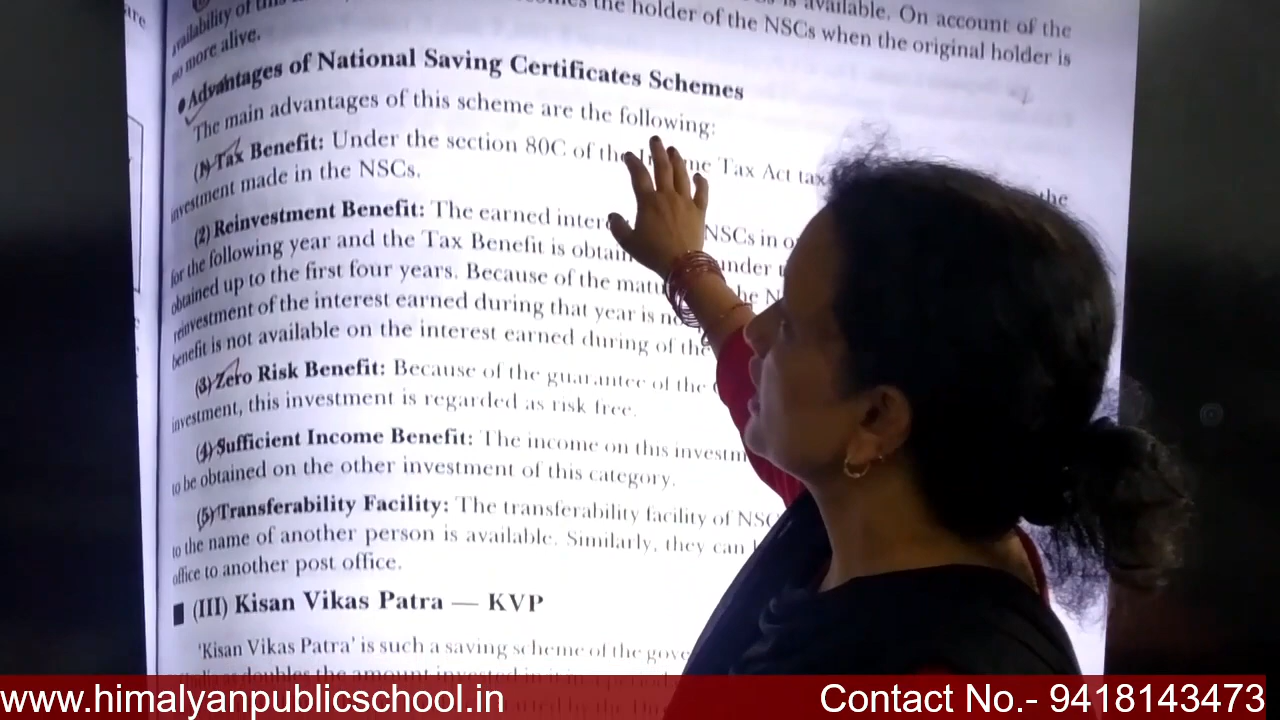 are
is available. On account of the
availability of this
the holder of the NSCs when the original holder is
no more alive.
Advantages of National Saving Certificates Schemes
The main advantages of this scheme are the following:
(1) Tax Benefit: Under the section 80C of the Income Tax Act tax the
investment made in the NSCs.
(2) Reinvestment Benefit: The earned NSCs in
for the following year and the Tax Benefit is under
obtained up to the first four years. Because of the
reinvestment of the interest earned during that year is
benefit is not available on the interest earned during of the
(3) Zero Risk Benefit: Because of the guarantee of the
investment, this investment is regarded as risk free.
(4) Sufficient Income Benefit: The income on this
to be obtained on the other investment of this category.
(5) Transferability Facility: The transferability facility of
to the name of another person is available. Similarly, they can
office to another post office.
(III) Kisan Vikas Patra — KVP
'Kisan Vikas Patra' is such a saving scheme of the
doubles the amount invested
www.himalyanpublicschool.in Contact No.- 9418143473